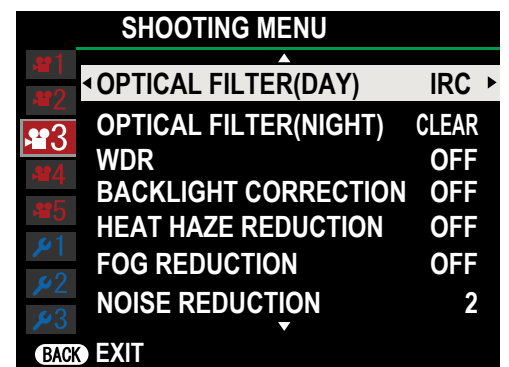 SHOOTING MENU
1
2
3
4
5
1
2
3
OPTICAL FILTER(DAY) IRC
OPTICAL FILTER(NIGHT) CLEAR
WDR OFF
BACKLIGHT CORRECTION OFF
HEAT HAZE REDUCTION OFF
FOG REDUCTION OFF
NOISE REDUCTION 2
BACK EXIT